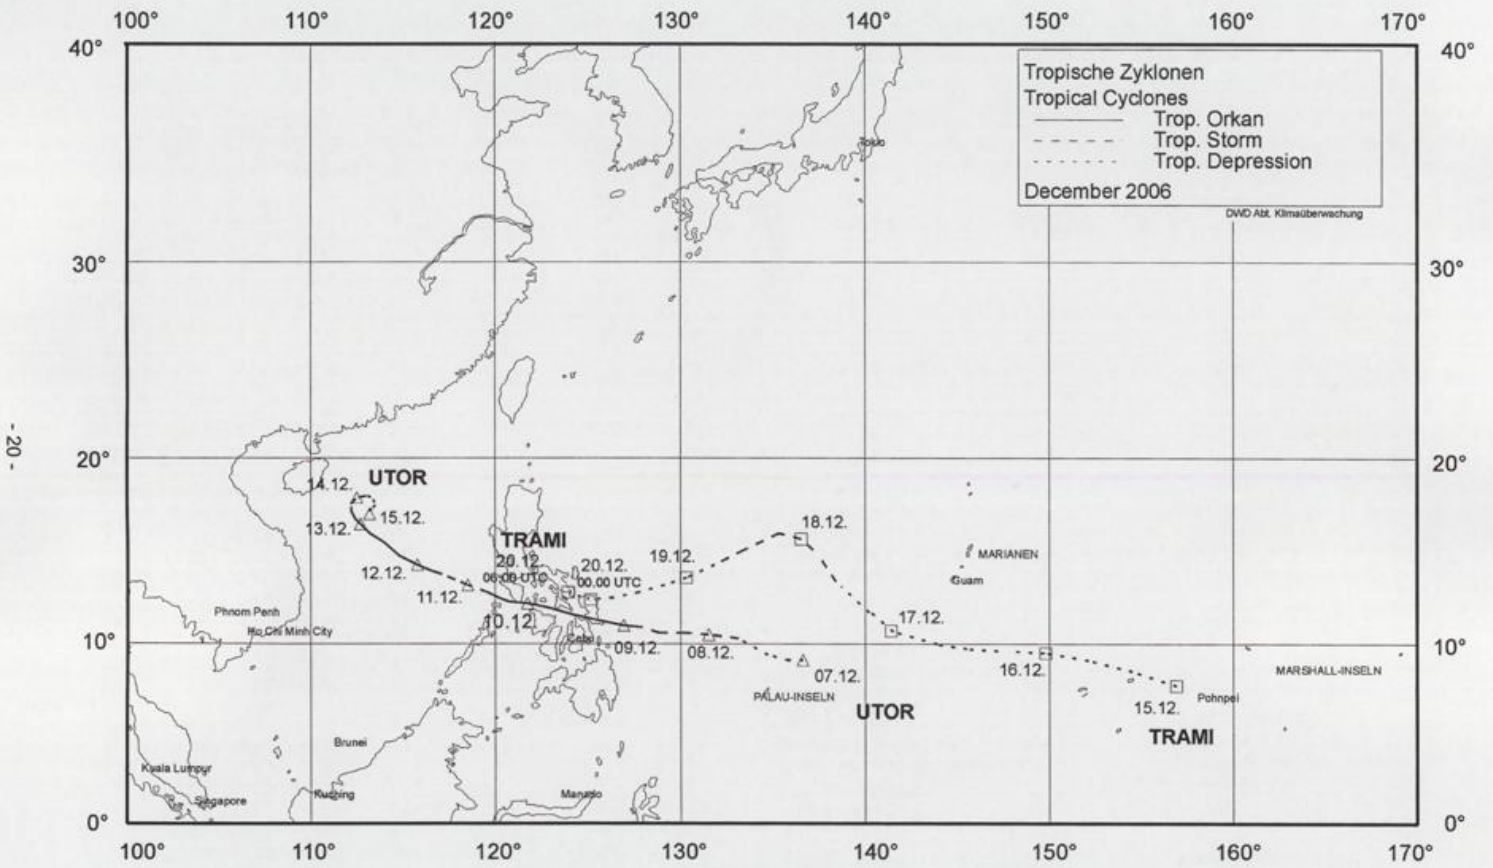 100° 110° 120° 130° 140° 150° 160° 170°
40° 40°
Tropische Zyklonen
Tropical Cyclones
Trop. Orkan
Trop. Storm
Trop. Depression
December 2006
DWD Abt. Klimaüberwachung
Tokio
30° 30°
- 20 -
20° 20°
UTOR
14.12.
15.12.
13.12.
18.12.
TRAMI
19.12.
MARIANEN
20.12. 20.12.
12.12.
06:00 UTC 00.00 UTC
Guam
11.12.
Phnom Penh
17.12.
10.12.
Ho Chi Minh City
Cebu
10° 10°
09.12.
08.12.
16.12.
MARSHALL-INSELN
07.12.
PALAU-INSELN
Pohnpei
15.12.
UTOR
TRAMI
Brunei
Kuala Lumpur
Kuching
Manado
Singapore
0° 0°
100° 110° 120° 130° 140° 150° 160° 170°